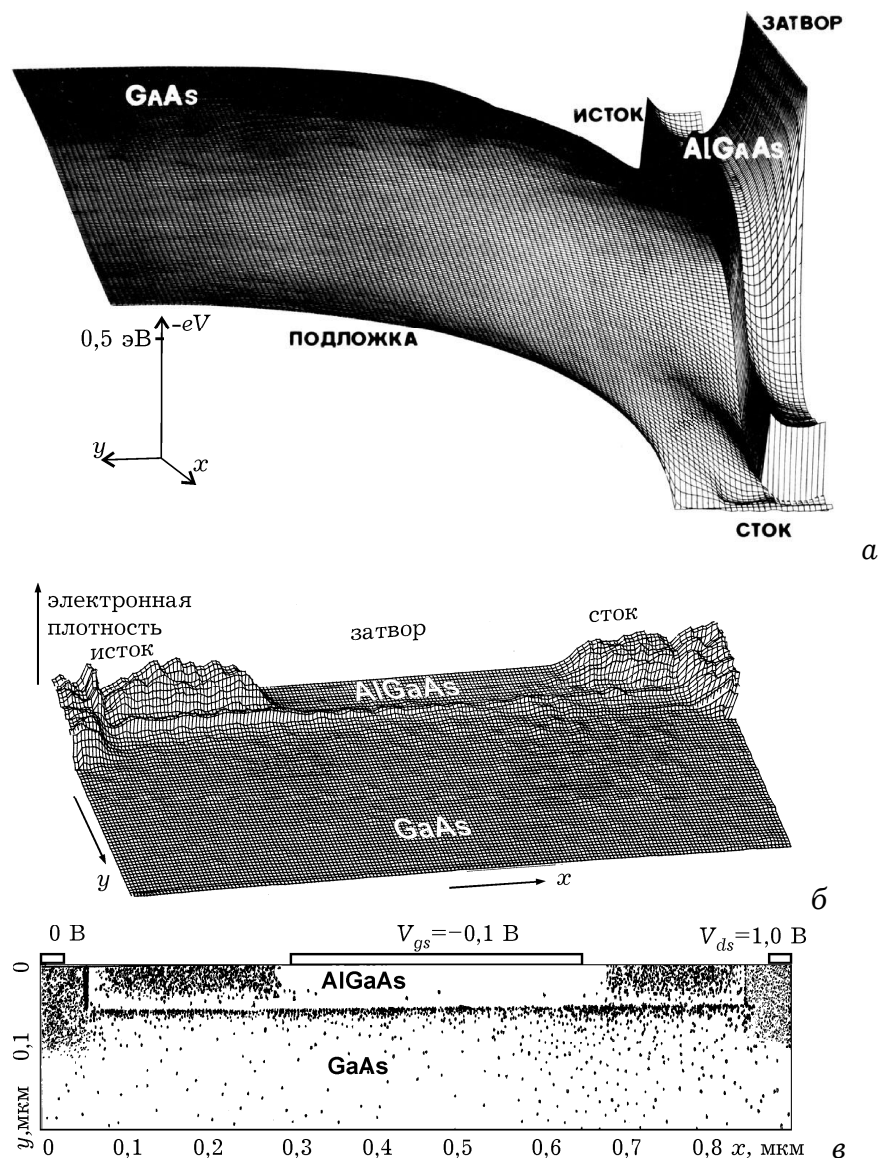 ЗАТВОР
GAAS
ИСТОК
ALGAAS
-eV
0,5 эВ
ПОДЛОЖКА
y
x
СТОК
а
электронная
плотность
исток
затвор
сток
AlGaAs
GaAs
y
x
б
0 В
Vgs=−0,1 В
Vds=1,0 В
0
AlGaAs
0,1
GaAs
y,мкм
0 0,1 0,2 0,3 0,4 0,5 0,6 0,7 0,8 x, мкм
в